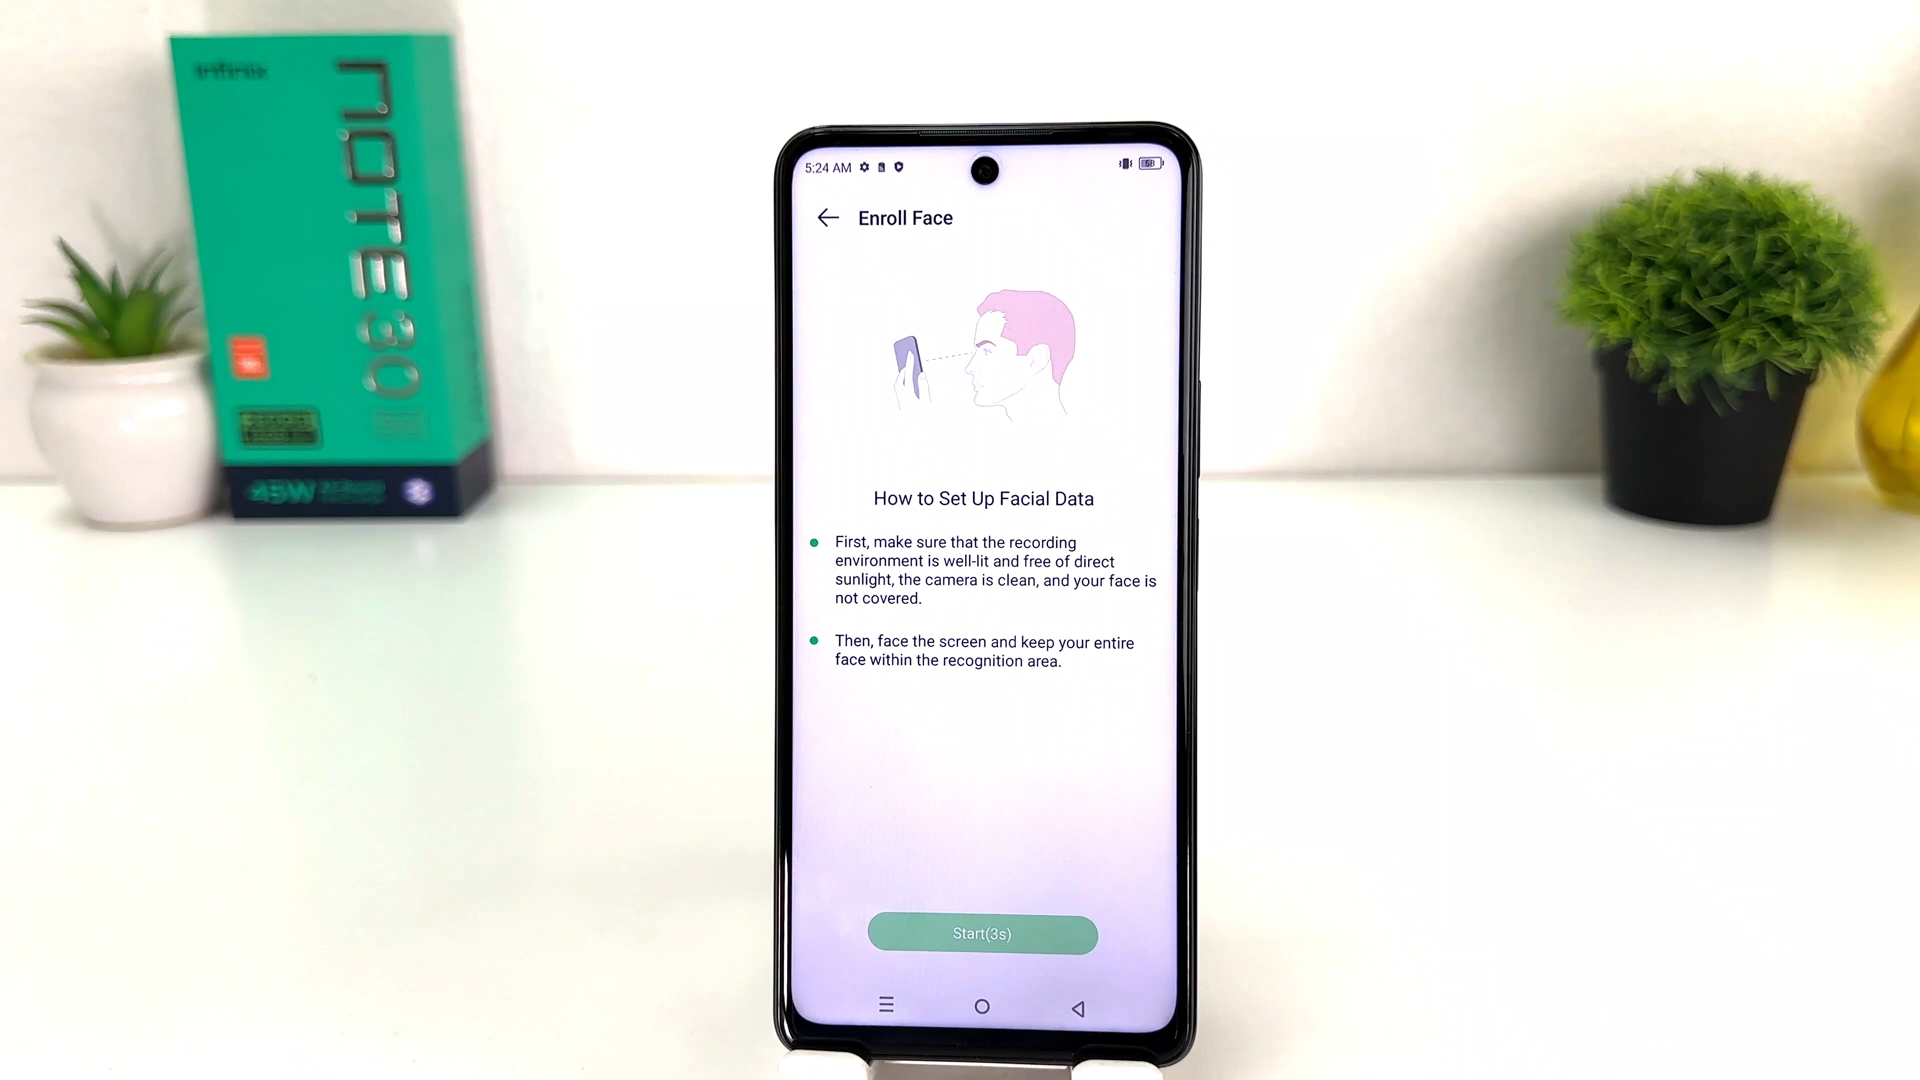 Infinix
NOTE 30
45W
5:24 AM
58
Enroll Face
How to Set Up Facial Data
First, make sure that the recording
environment is well-lit and free of direct
sunlight, the camera is clean, and your face is
not covered.
Then, face the screen and keep your entire
face within the recognition area.
Start(3s)